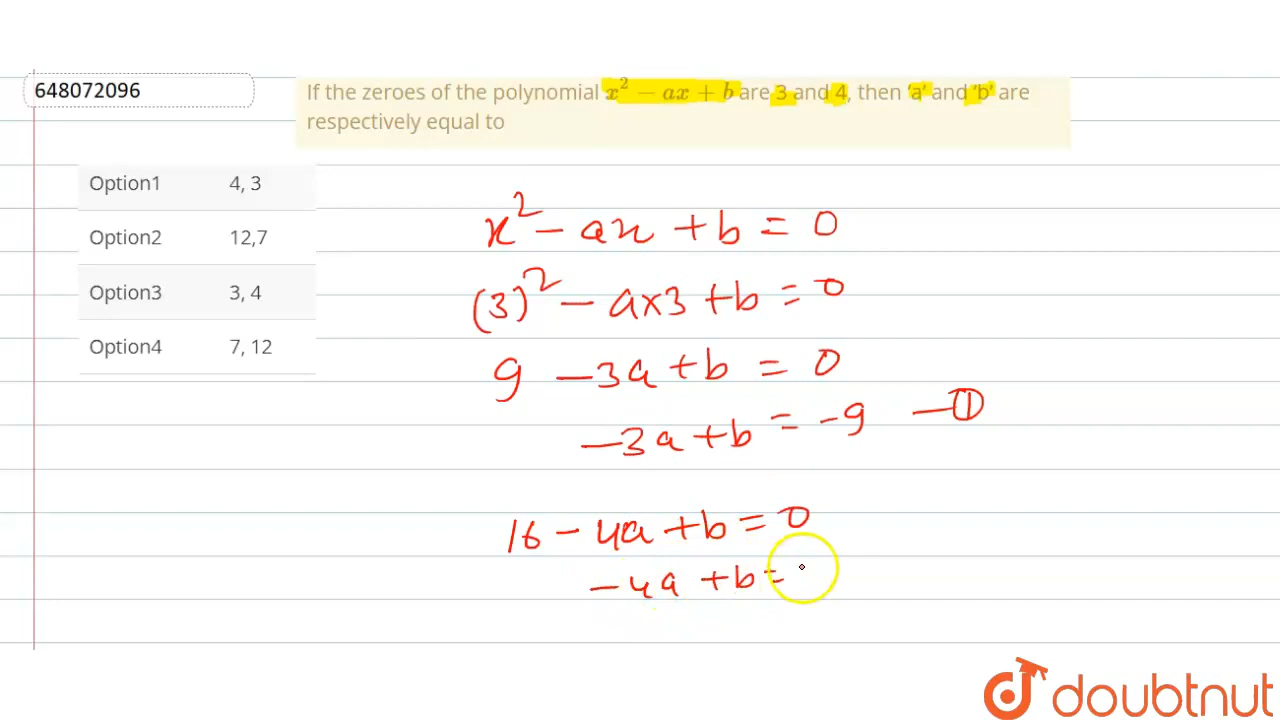 648072096
If the zeroes of the polynomial x² − ax + b are 3 and 4, then 'a' and 'b' are
respectively equal to
Option1 4, 3
Option2 12,7
Option3 3, 4
Option4 7, 12
x² − ax + b = 0
(3)² − a×3 + b = 0
9 − 3a + b = 0
−3a + b = −9 —①
16 − 4a + b = 0
−4a + b =
doubtnut